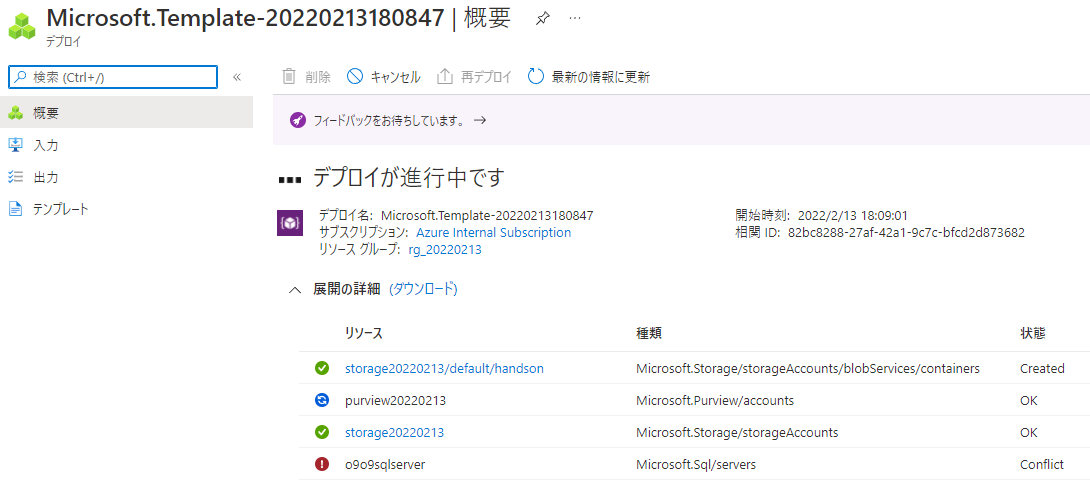 Microsoft.Template-20220213180847 | 概要
デプロイ
検索 (Ctrl+/)
概要
入力
出力
テンプレート
削除 キャンセル 再デプロイ 最新の情報に更新
フィードバックをお待ちしています。 →
デプロイが進行中です
デプロイ名: Microsoft.Template-20220213180847 開始時刻: 2022/2/13 18:09:01
サブスクリプション: Azure Internal Subscription 相関 ID: 82bc8288-27af-42a1-9c7c-bfcd2d873682
リソース グループ: rg_20220213
展開の詳細 (ダウンロード)
リソース 種類 状態
storage20220213/default/handson Microsoft.Storage/storageAccounts/blobServices/containers Created
purview20220213 Microsoft.Purview/accounts OK
storage20220213 Microsoft.Storage/storageAccounts OK
o9o9sqlserver Microsoft.Sql/servers Conflict